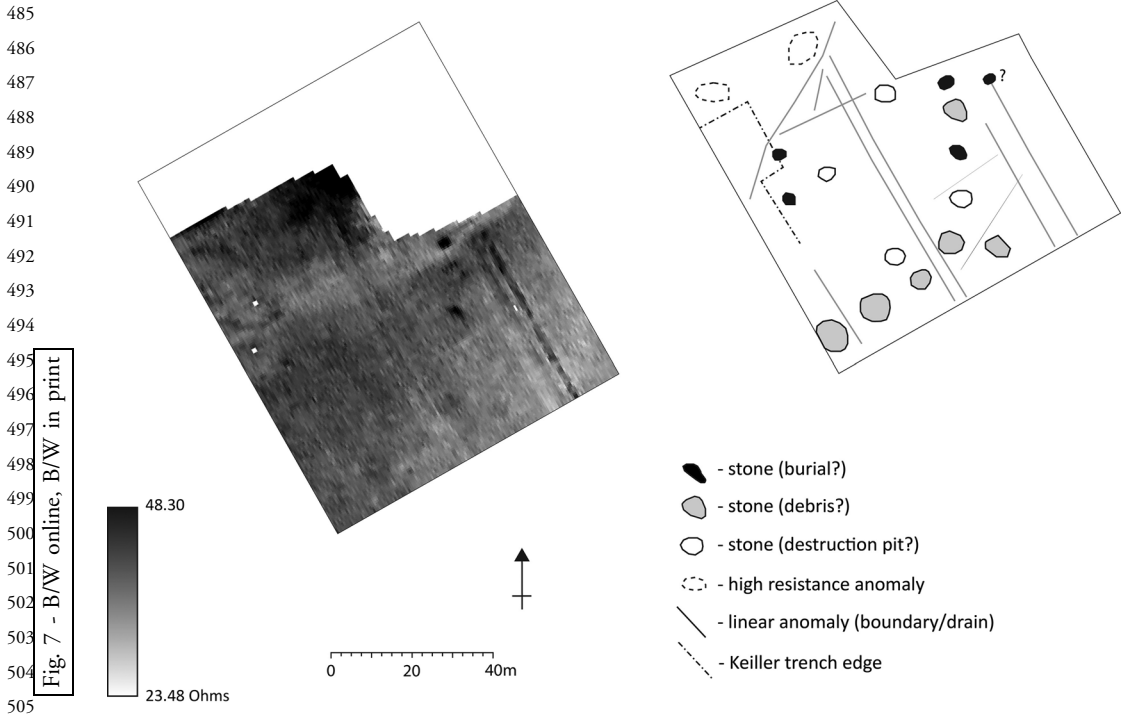 485
486
487
488
489
490
491
492
493
494
495
496
497
498
499
500
501
502
503
504
505
Fig. 7 - B/W online, B/W in print
48.30
23.48 Ohms
0 20 40m
?
- stone (burial?)
- stone (debris?)
- stone (destruction pit?)
- high resistance anomaly
- linear anomaly (boundary/drain)
- Keiller trench edge